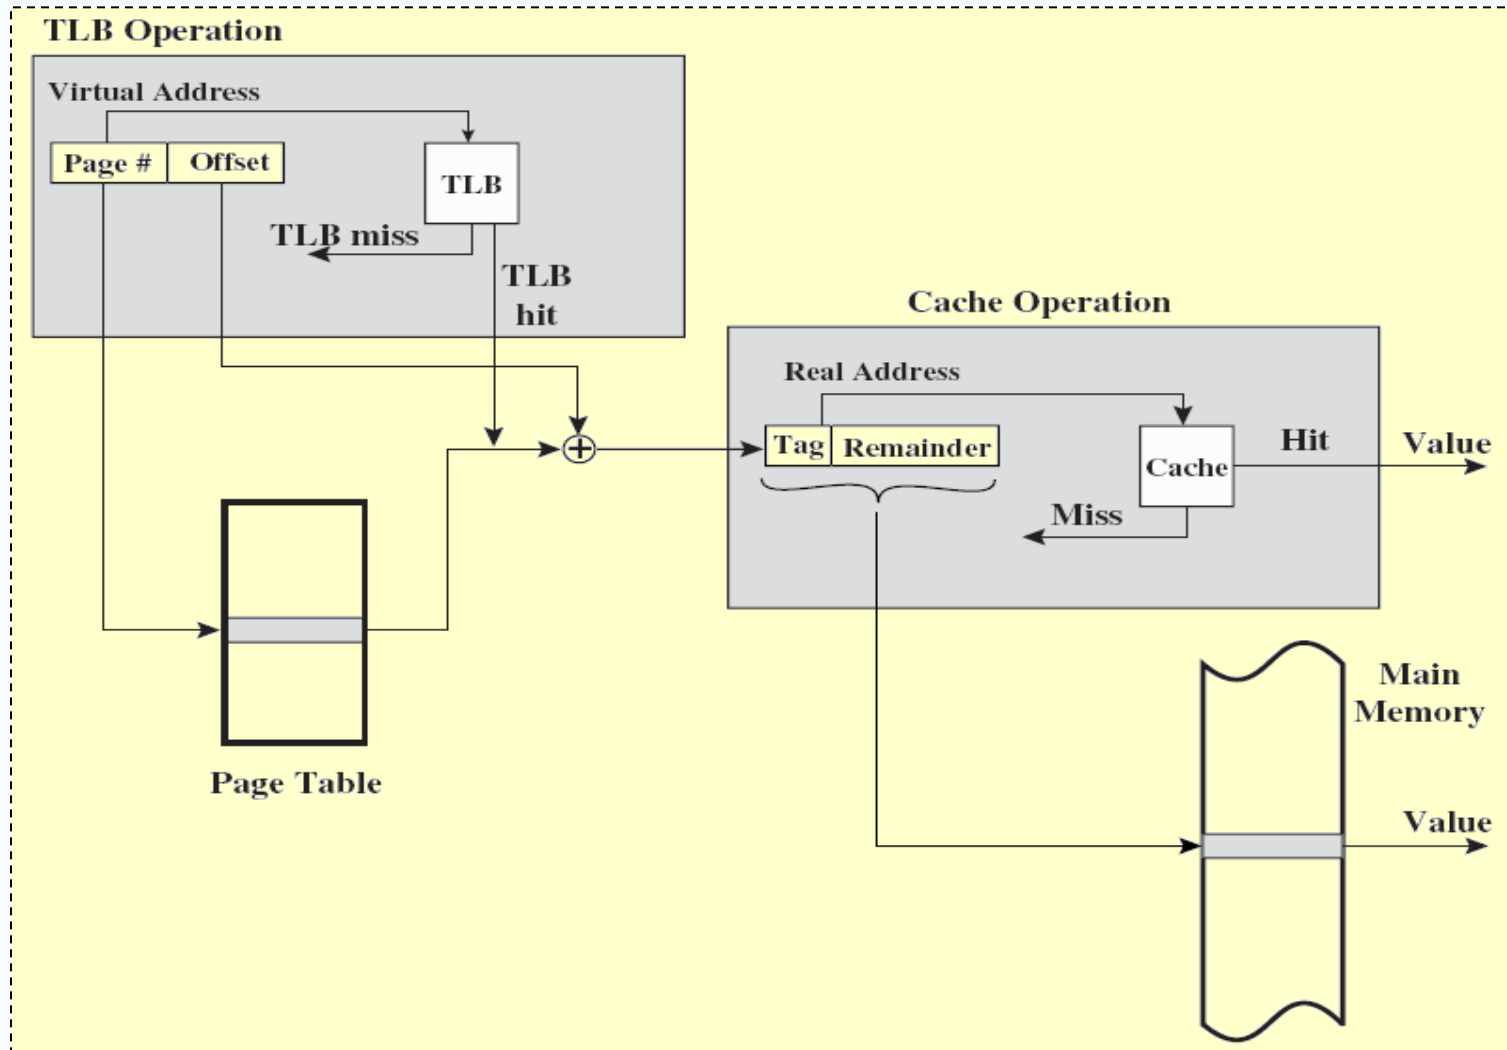 TLB Operation
Virtual Address
Page #
Offset
TLB
TLB miss
TLB
hit
Cache Operation
Real Address
Tag
Remainder
Cache
Hit
Value
Miss
Page Table
Main
Memory
Value